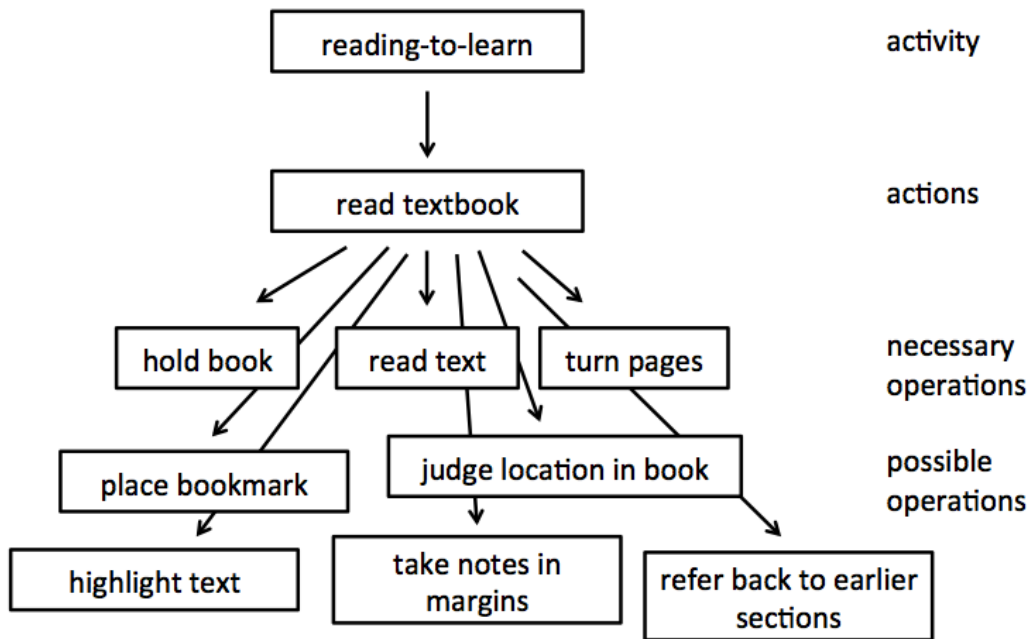 reading-to-learn
activity
read textbook
actions
hold book
read text
turn pages
necessary
operations
place bookmark
judge location in book
possible
operations
highlight text
take notes in
margins
refer back to earlier
sections